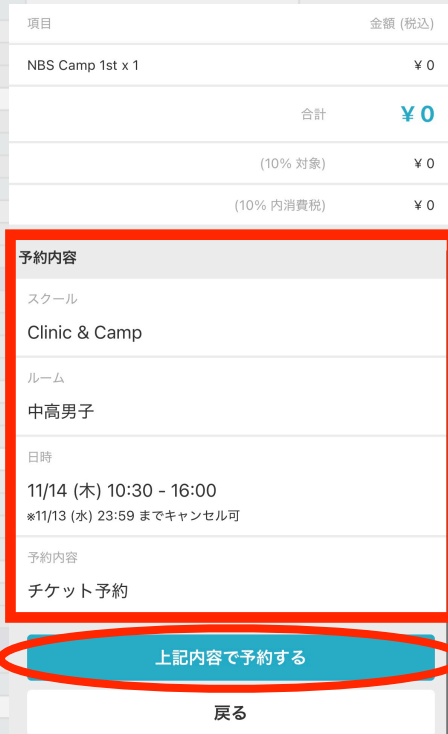 項目 金額 (税込)
NBS Camp 1st x 1 ¥ 0
合計 ¥ 0
(10% 対象) ¥ 0
(10% 内消費税) ¥ 0
予約内容
スクール
Clinic & Camp
ルーム
中高男子
日時
11/14 (木) 10:30 - 16:00
※11/13 (水) 23:59 までキャンセル可
予約内容
チケット予約
上記内容で予約する
戻る